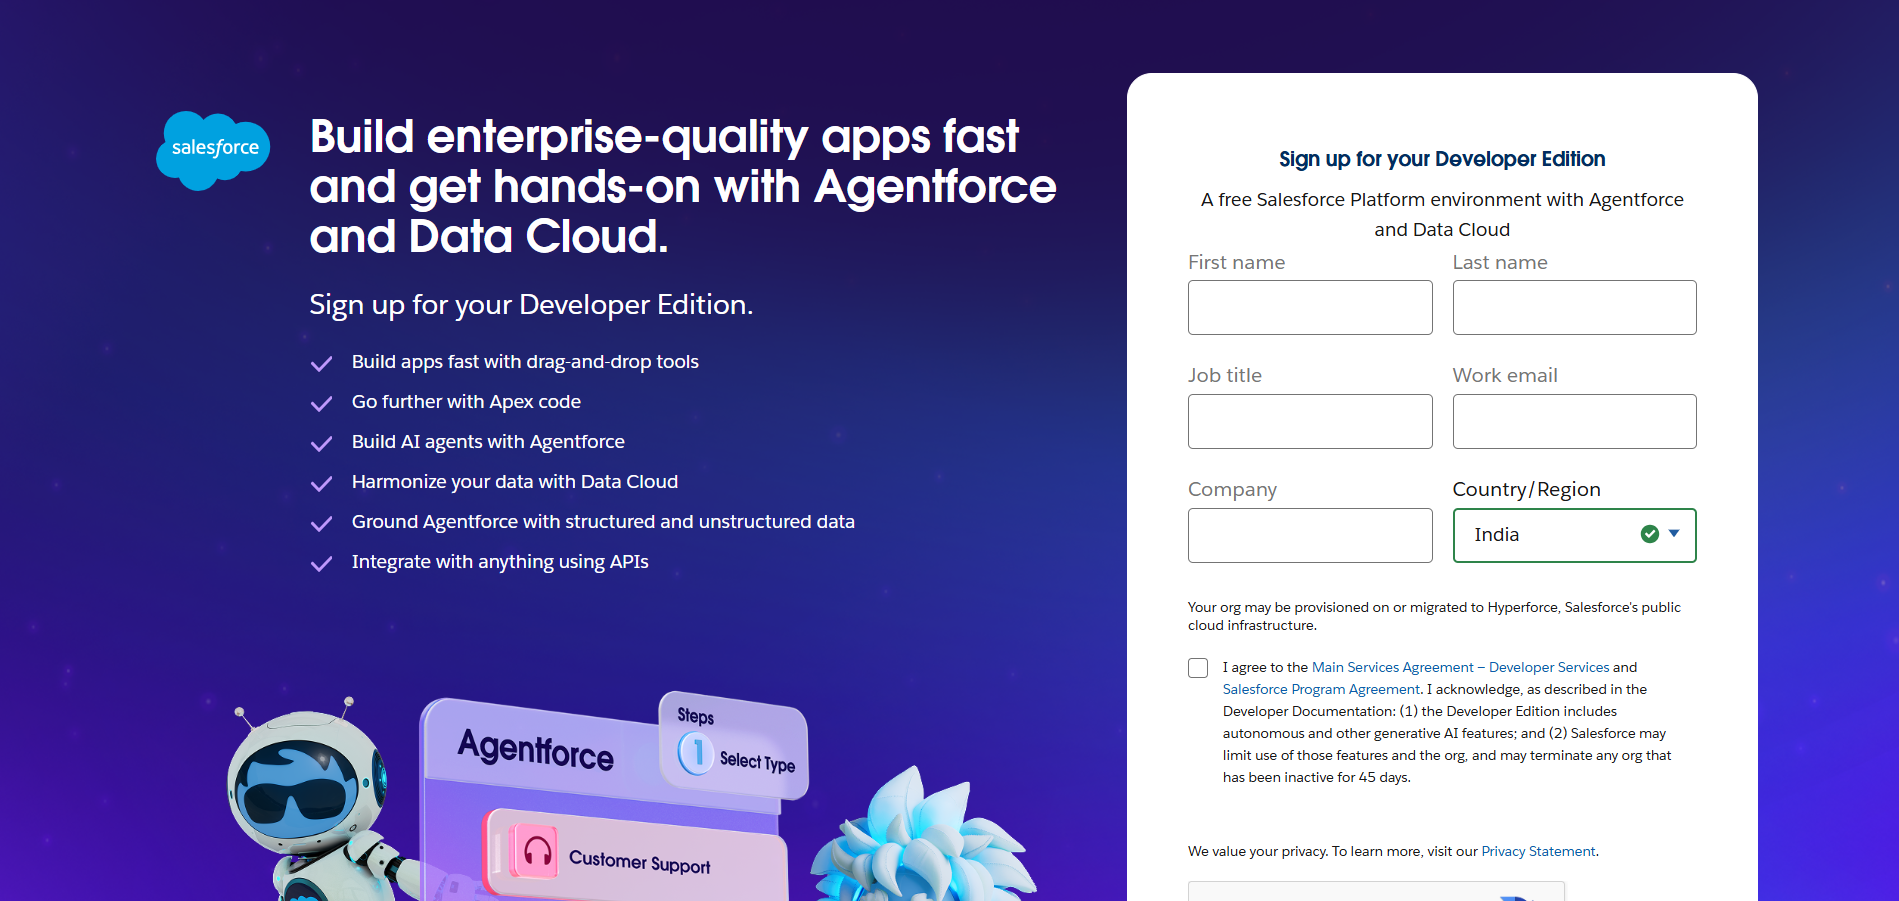 salesforce
Build enterprise-quality apps fast
and get hands-on with Agentforce
and Data Cloud.
Sign up for your Developer Edition.
Build apps fast with drag-and-drop tools
Go further with Apex code
Build AI agents with Agentforce
Harmonize your data with Data Cloud
Ground Agentforce with structured and unstructured data
Integrate with anything using APIs
Agentforce
Steps
1 Select Type
Customer Support
Sign up for your Developer Edition
A free Salesforce Platform environment with Agentforce
and Data Cloud
First name Last name
Job title Work email
Company Country/Region
India
Your org may be provisioned on or migrated to Hyperforce, Salesforce's public
cloud infrastructure.
I agree to the Main Services Agreement – Developer Services and
Salesforce Program Agreement. I acknowledge, as described in the
Developer Documentation: (1) the Developer Edition includes
autonomous and other generative AI features; and (2) Salesforce may
limit use of those features and the org, and may terminate any org that
has been inactive for 45 days.
We value your privacy. To learn more, visit our Privacy Statement.